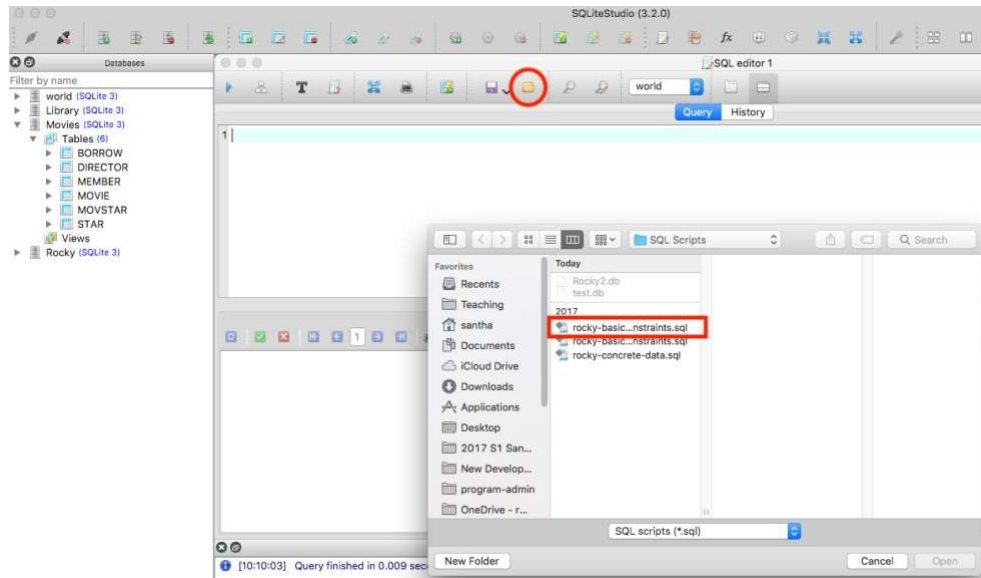 SQLiteStudio (3.2.0)
Databases
SQL editor 1
Filter by name
world (SQLite 3)
Library (SQLite 3)
Movies (SQLite 3)
Tables (6)
BORROW
DIRECTOR
MEMBER
MOVIE
MOVSTAR
STAR
Views
Rocky (SQLite 3)
T
fx
world
Query History
1
SQL Scripts
Search
Favorites
Recents
Teaching
santha
Documents
iCloud Drive
Downloads
Applications
Desktop
2017 S1 San...
New Develop...
program-admin
OneDrive - r...
Today
Rocky2.db
test.db
2017
rocky-basic...nstraints.sql
rocky-basic...nstraints.sql
rocky-concrete-data.sql
1
SQL scripts (*.sql)
New Folder
Cancel
Open
[10:10:03] Query finished in 0.009 sec